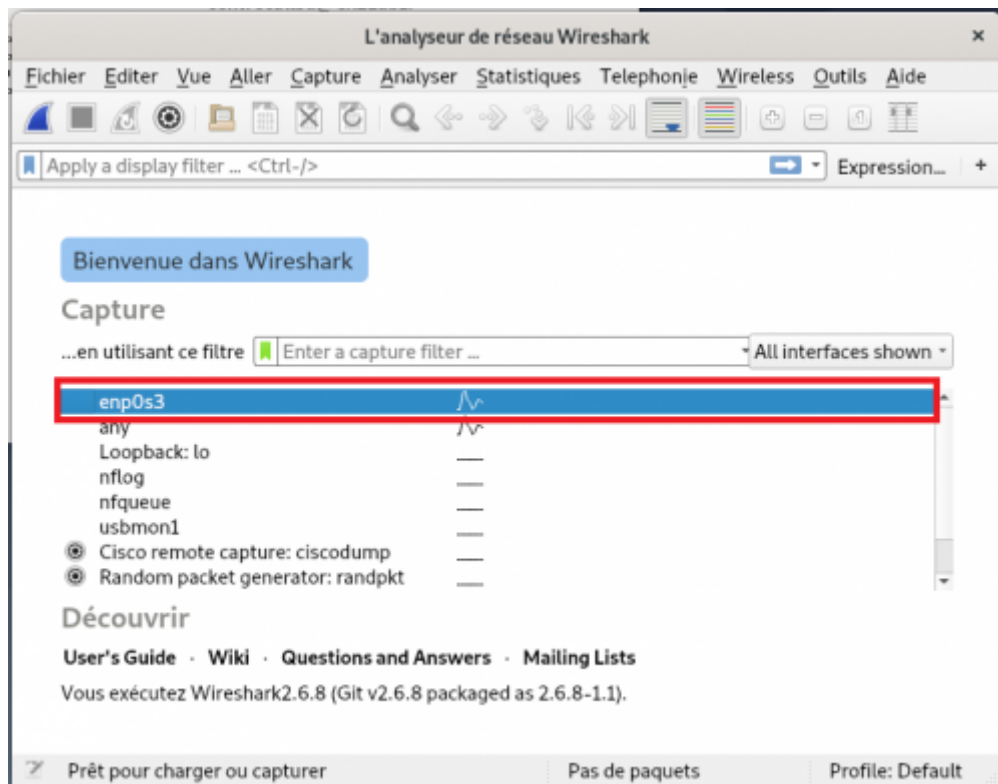 L'analyseur de réseau Wireshark ×
Fichier Editer Vue Aller Capture Analyser Statistiques Telephonie Wireless Outils Aide
Apply a display filter ... <Ctrl-/> Expression... +
Bienvenue dans Wireshark
Capture
...en utilisant ce filtre Enter a capture filter ... All interfaces shown
enp0s3
any
Loopback: lo
nflog
nfqueue
usbmon1
Cisco remote capture: ciscodump
Random packet generator: randpkt
Découvrir
User's Guide · Wiki · Questions and Answers · Mailing Lists
Vous exécutez Wireshark2.6.8 (Git v2.6.8 packaged as 2.6.8-1.1).
Prêt pour charger ou capturer Pas de paquets Profile: Default